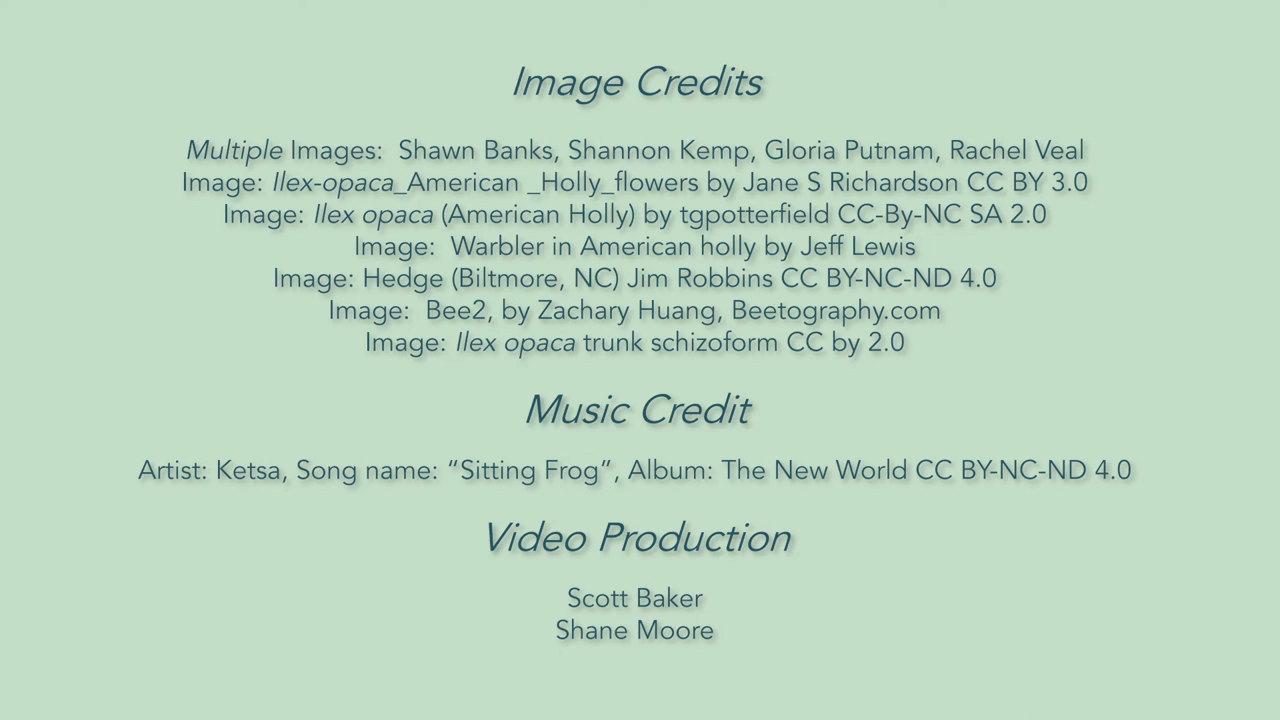 Image Credits
Multiple Images:  Shawn Banks, Shannon Kemp, Gloria Putnam, Rachel Veal
Image: Ilex-opaca_American _Holly_flowers by Jane S Richardson CC BY 3.0
Image: Ilex opaca (American Holly) by tgpotterfield CC-By-NC SA 2.0
Image:  Warbler in American holly by Jeff Lewis
Image: Hedge (Biltmore, NC) Jim Robbins CC BY-NC-ND 4.0
Image:  Bee2, by Zachary Huang, Beetography.com
Image: Ilex opaca trunk schizoform CC by 2.0
Music Credit
Artist: Ketsa, Song name: “Sitting Frog”, Album: The New World CC BY-NC-ND 4.0
Video Production
Scott Baker
Shane Moore